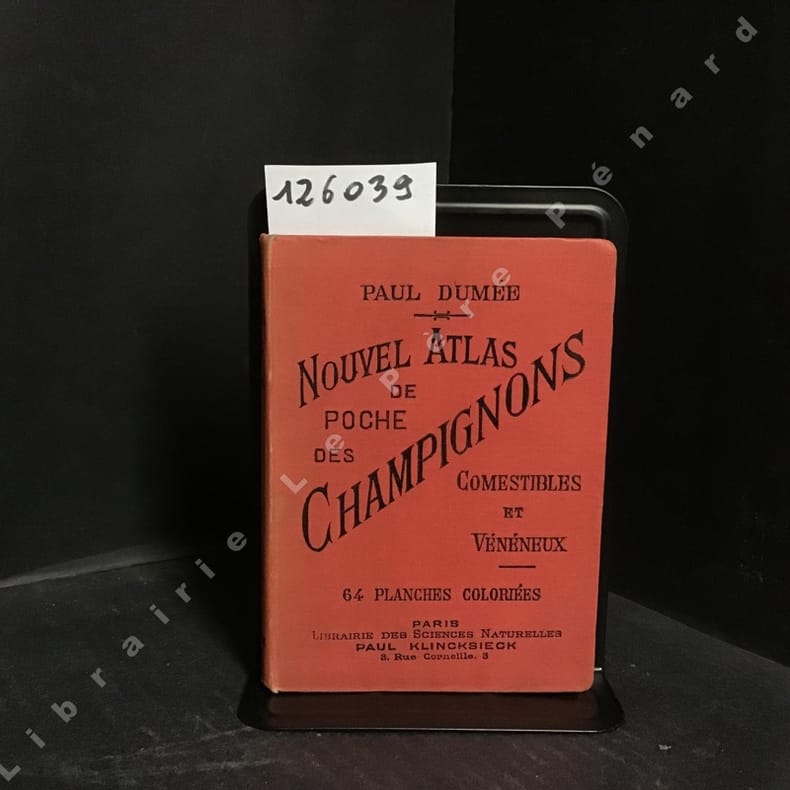 126039
PAUL DUMÉE
NOUVEL ATLAS
DE
POCHE
DES
CHAMPIGNONS
COMESTIBLES
ET
VÉNÉNEUX
64 PLANCHES COLORIÉES
PARIS
LIBRAIRIE DES SCIENCES NATURELLES
PAUL KLINCKSIECK
3, Rue Corneille, 3
Librairie Le Père Pénard